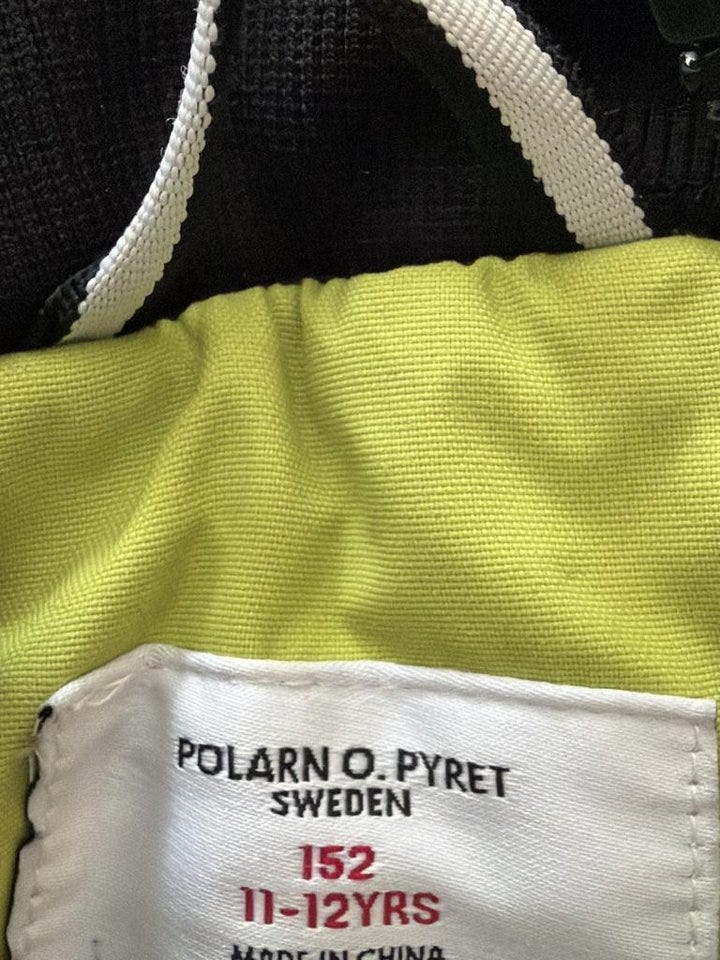 POLARN O. PYRET
SWEDEN
152
11-12YRS
MADE IN CHINA